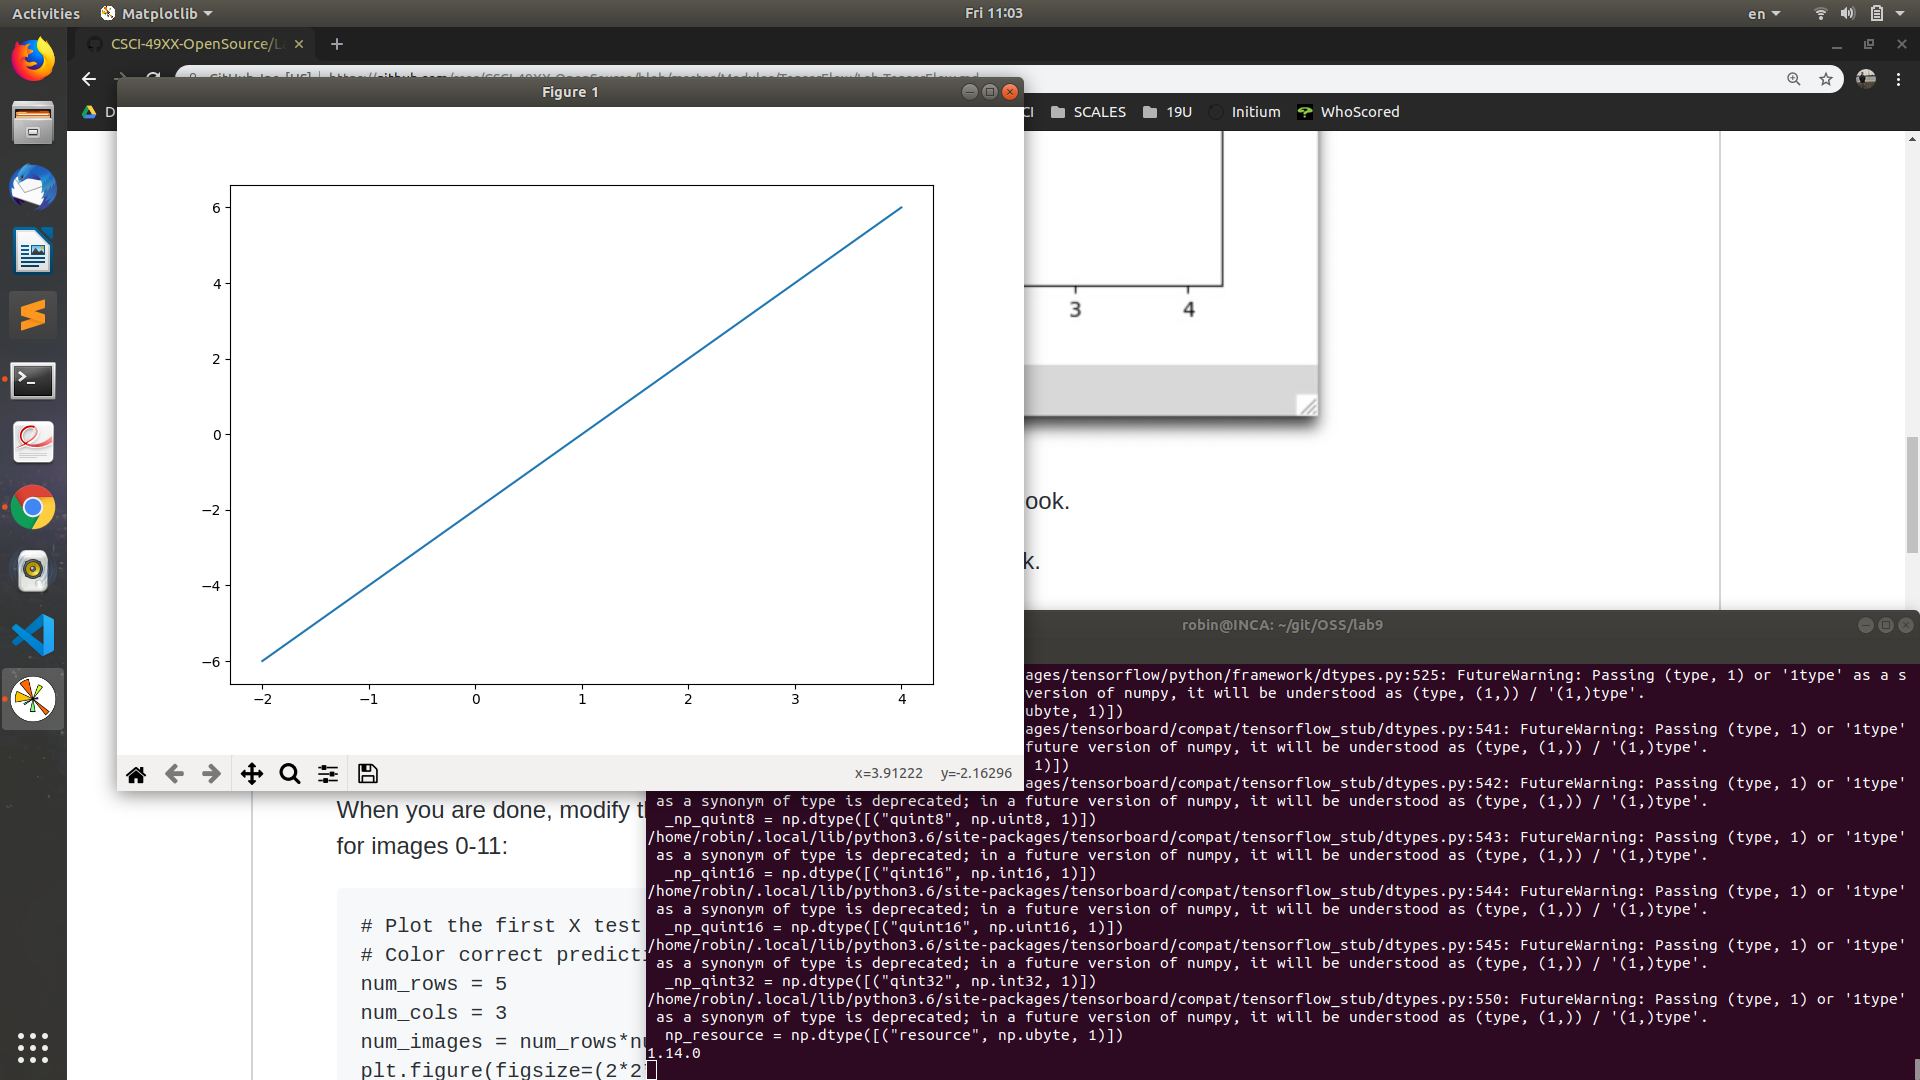 Activities
Matplotlib
Fri 11:03
en
CSCI-49XX-OpenSource/L
Figure 1
SCALES
19U
Initium
WhoScored
6
4
2
0
−2
−4
−6
−2
−1
0
1
2
3
4
x=3.91222 y=-2.16296
3
4
ook.
k.
When you are done, modify th
for images 0-11:
# Plot the first X test
# Color correct predicti
num_rows = 5
num_cols = 3
num_images = num_rows*nu
plt.figure(figsize=(2*2
robin@INCA: ~/git/OSS/lab9
ages/tensorflow/python/framework/dtypes.py:525: FutureWarning: Passing (type, 1) or '1type' as a s
version of numpy, it will be understood as (type, (1,)) / '(1,)type'.
ubyte, 1)])
ages/tensorboard/compat/tensorflow_stub/dtypes.py:541: FutureWarning: Passing (type, 1) or '1type'
future version of numpy, it will be understood as (type, (1,)) / '(1,)type'.
1)])
ages/tensorboard/compat/tensorflow_stub/dtypes.py:542: FutureWarning: Passing (type, 1) or '1type'
as a synonym of type is deprecated; in a future version of numpy, it will be understood as (type, (1,)) / '(1,)type'.
_np_quint8 = np.dtype([("quint8", np.uint8, 1)])
/home/robin/.local/lib/python3.6/site-packages/tensorboard/compat/tensorflow_stub/dtypes.py:543: FutureWarning: Passing (type, 1) or '1type'
as a synonym of type is deprecated; in a future version of numpy, it will be understood as (type, (1,)) / '(1,)type'.
_np_qint16 = np.dtype([("qint16", np.int16, 1)])
/home/robin/.local/lib/python3.6/site-packages/tensorboard/compat/tensorflow_stub/dtypes.py:544: FutureWarning: Passing (type, 1) or '1type'
as a synonym of type is deprecated; in a future version of numpy, it will be understood as (type, (1,)) / '(1,)type'.
_np_quint16 = np.dtype([("quint16", np.uint16, 1)])
/home/robin/.local/lib/python3.6/site-packages/tensorboard/compat/tensorflow_stub/dtypes.py:545: FutureWarning: Passing (type, 1) or '1type'
as a synonym of type is deprecated; in a future version of numpy, it will be understood as (type, (1,)) / '(1,)type'.
_np_qint32 = np.dtype([("qint32", np.int32, 1)])
/home/robin/.local/lib/python3.6/site-packages/tensorboard/compat/tensorflow_stub/dtypes.py:550: FutureWarning: Passing (type, 1) or '1type'
as a synonym of type is deprecated; in a future version of numpy, it will be understood as (type, (1,)) / '(1,)type'.
np_resource = np.dtype([("resource", np.ubyte, 1)])
1.14.0